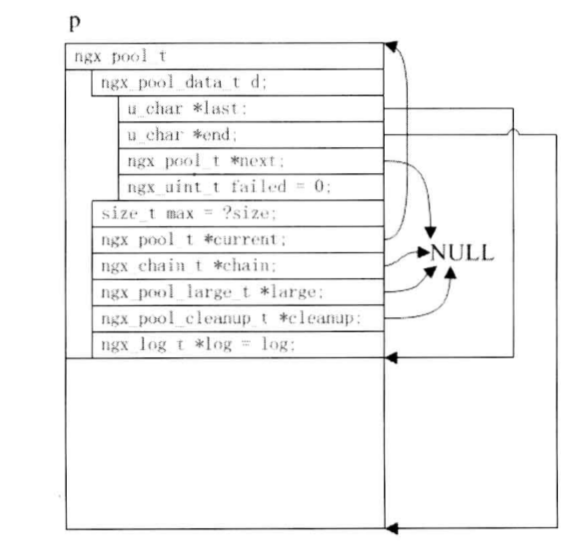 p
ngx_pool_t
ngx_pool_data_t d;
u_char *last;
u_char *end;
ngx_pool_t *next;
ngx_uint_t failed = 0;
size_t max = ?size;
ngx_pool_t *current;
ngx_chain_t *chain;
NULL
ngx_pool_large_t *large;
ngx_pool_cleanup_t *cleanup;
ngx_log_t *log = log;